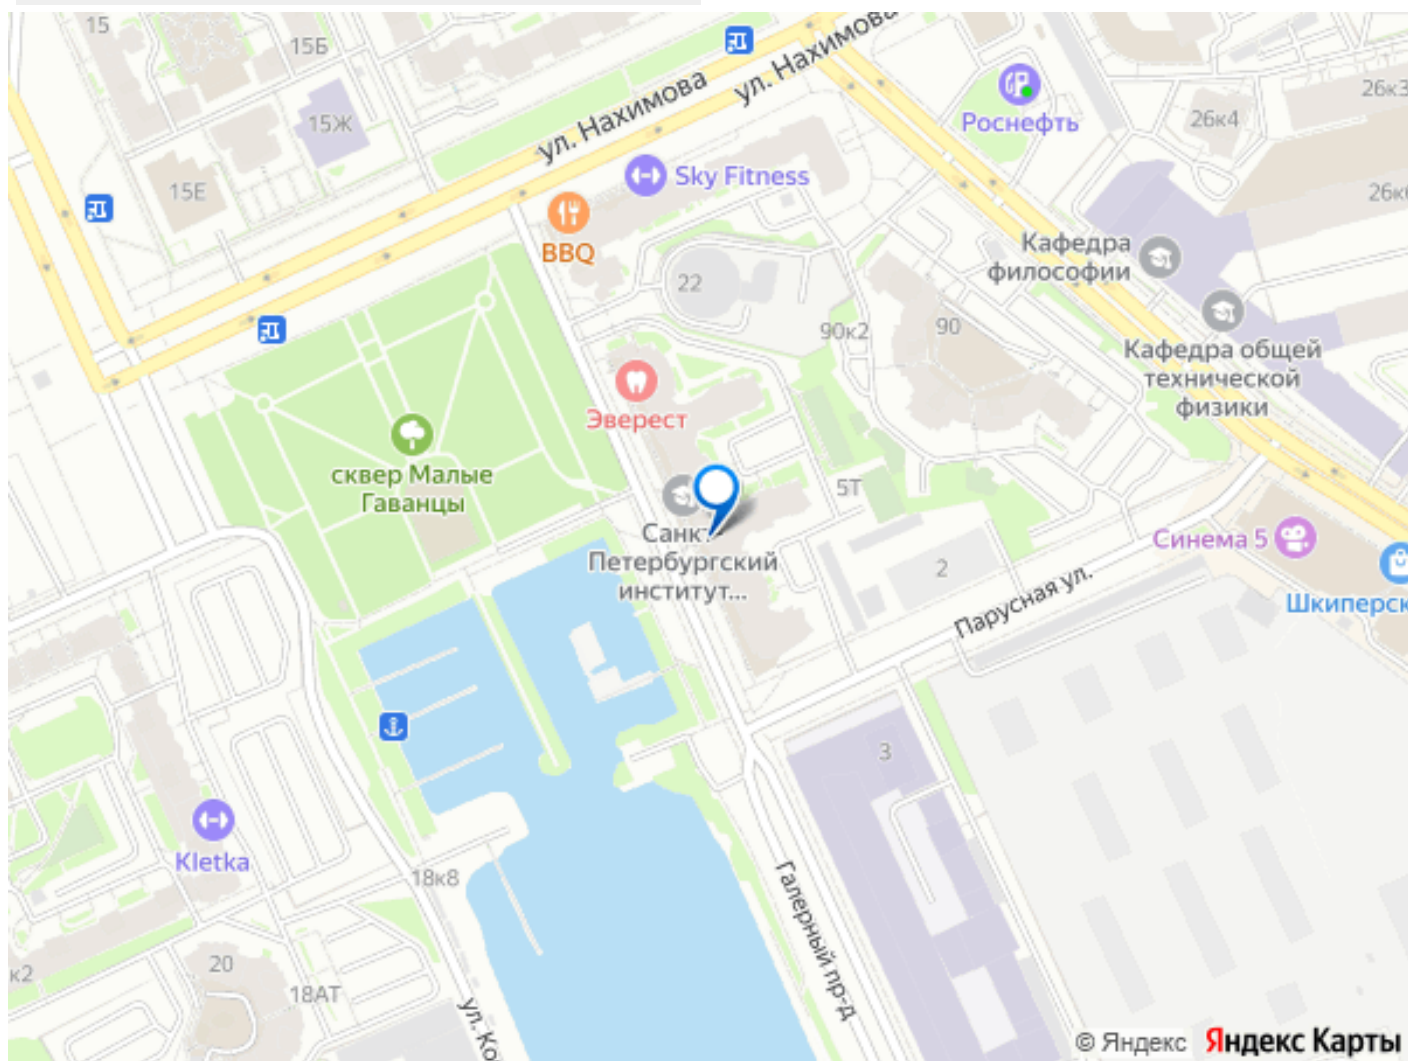 15
15Б
ул. Нахимова
ул. Нахимова
15Ж
Роснефть
26к4
15Е
Sky Fitness
BBQ
Кафедра
философии
22
90к2
90
Кафедра общей
технической
физики
Эверест
сквер Малые
Гаванцы
5Т
Санкт-
Петербургский
институт...
2
Синема 5
Парусная ул.
3
Kletka
18к8
Галерный пр-д
20
18АТ
© Яндекс Яндекс Карты